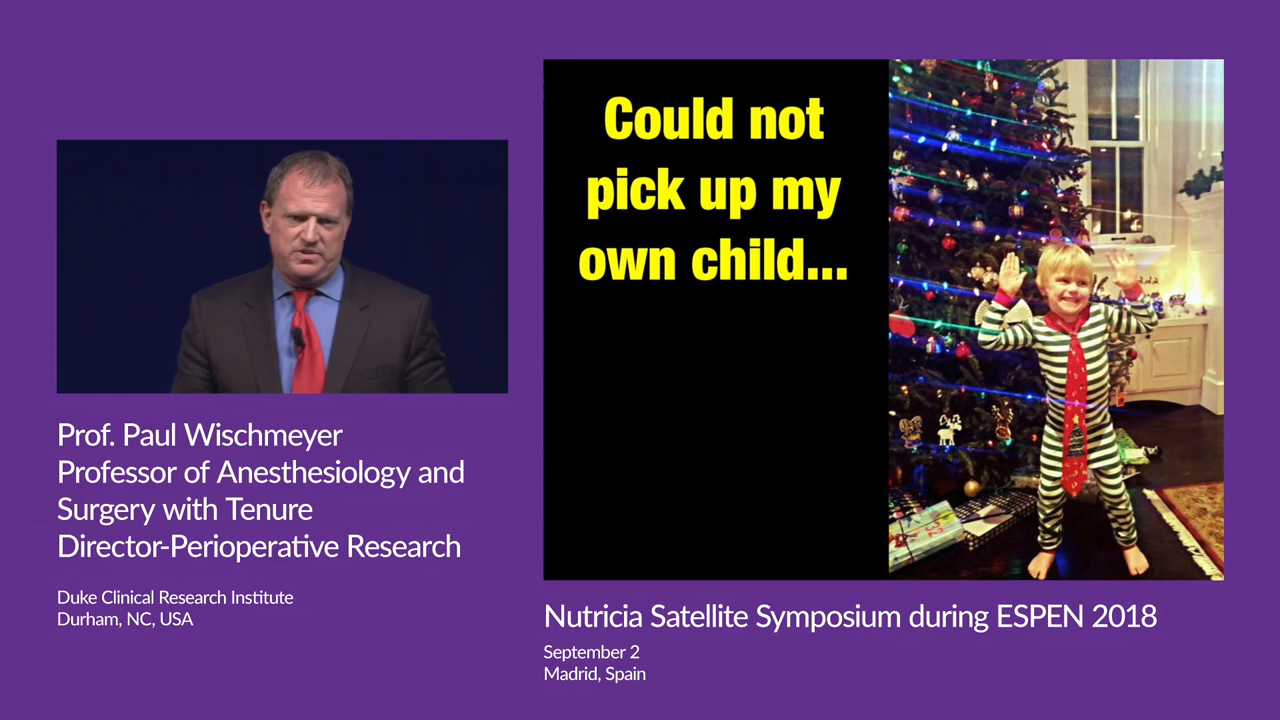 Could not
pick up my
own child...
Prof. Paul Wischmeyer
Professor of Anesthesiology and
Surgery with Tenure
Director-Perioperative Research
Duke Clinical Research Institute
Durham, NC, USA
Nutricia Satellite Symposium during ESPEN 2018
September 2
Madrid, Spain